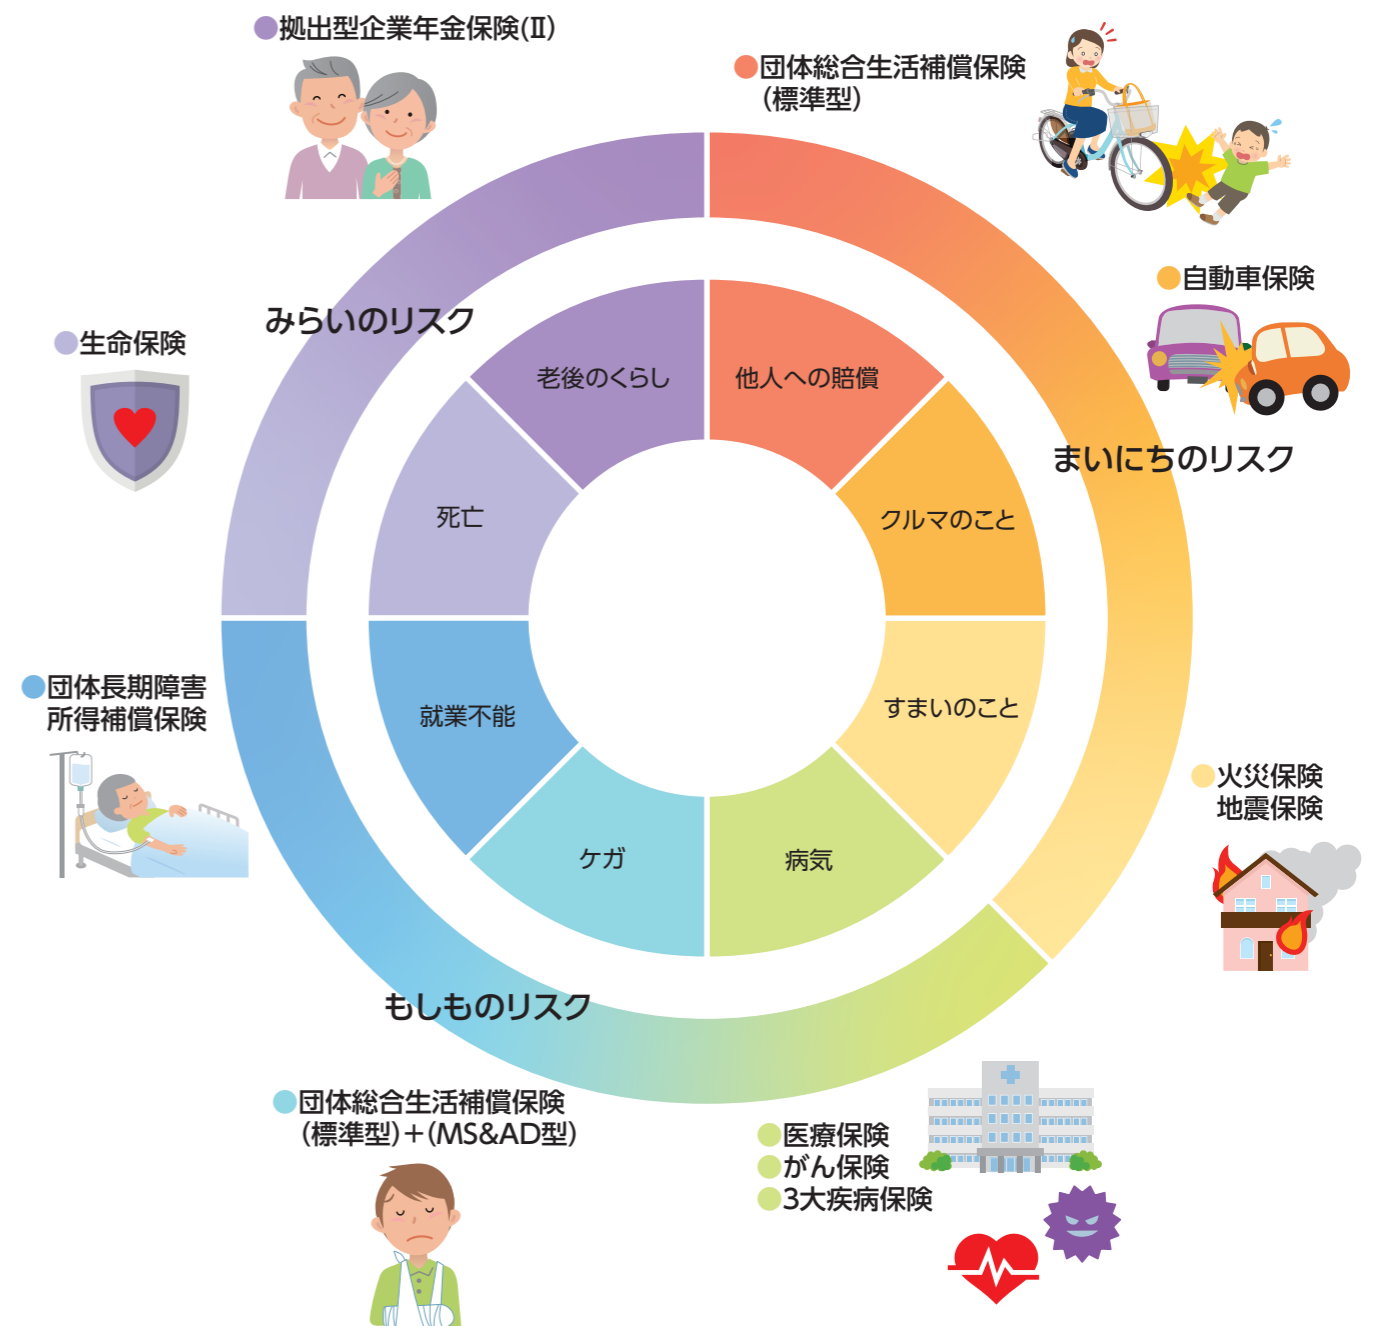 ●拠出型企業年金保険(Ⅱ)
●団体総合生活補償保険
(標準型)
●自動車保険
みらいのリスク
●生命保険
老後のくらし
他人への賠償
まいにちのリスク
死亡
クルマのこと
●団体長期障害
所得補償保険
就業不能
すまいのこと
●火災保険
地震保険
ケガ
病気
もしものリスク
●団体総合生活補償保険
(標準型)+(MS&AD型)
●医療保険
●がん保険
●3大疾病保険